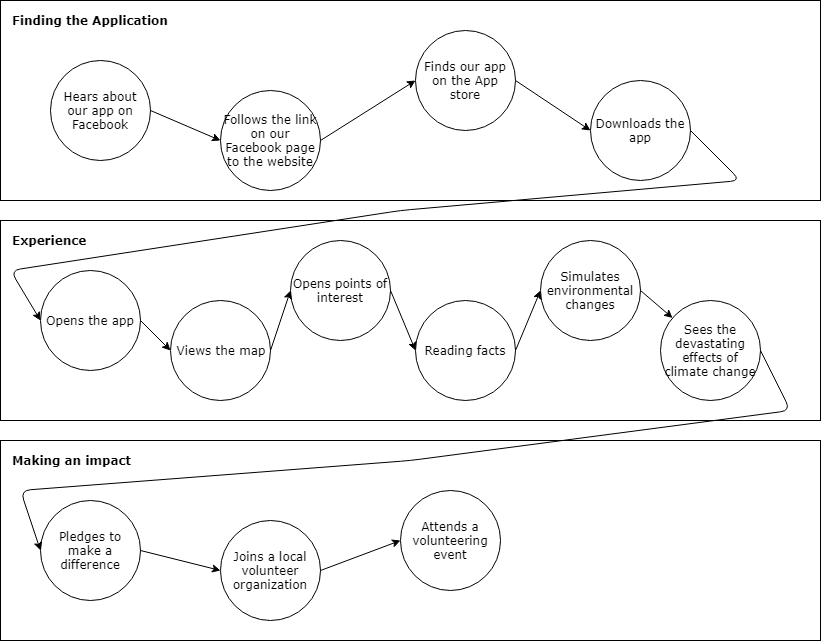 Finding the Application
Hears about
our app on
Facebook
Follows the link
on our
Facebook page
to the website
Finds our app
on the App
store
Downloads the
app
Experience
Opens the app
Views the map
Opens points of
interest
Reading facts
Simulates
environmental
changes
Sees the
devastating
effects of
climate change
Making an impact
Pledges to
make a
difference
Joins a local
volunteer
organization
Attends a
volunteering
event